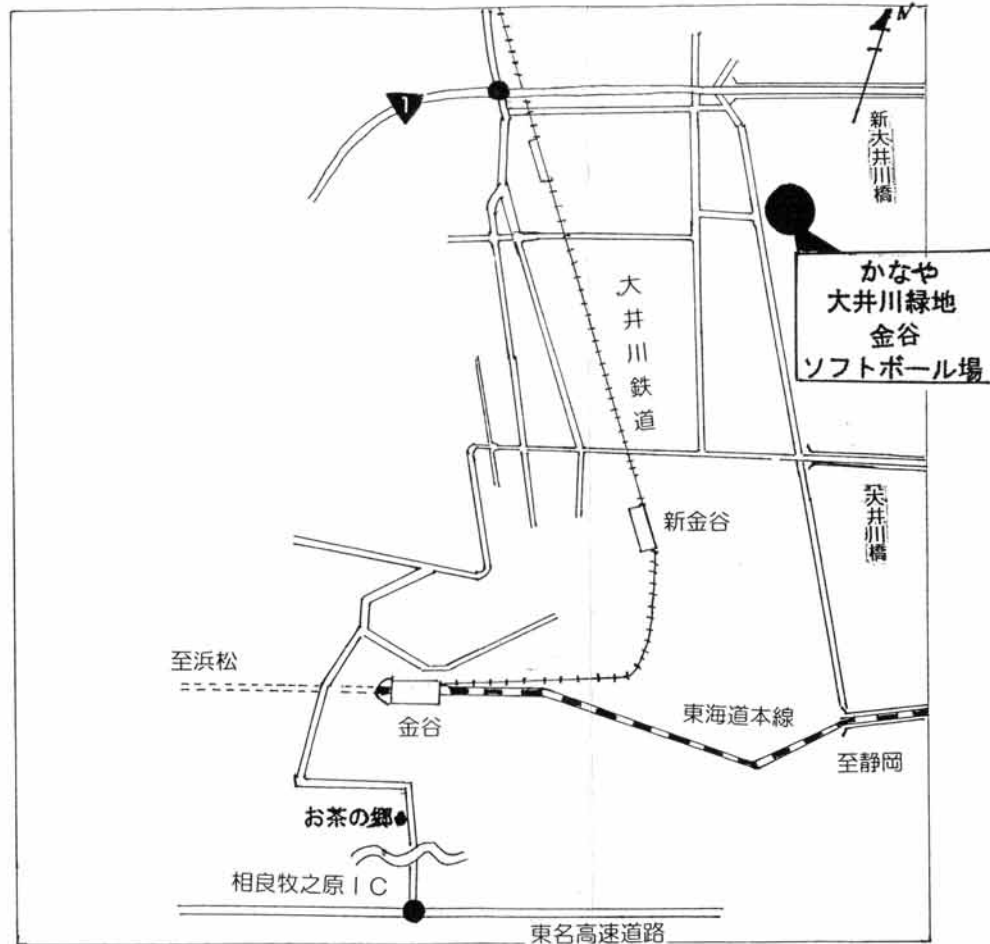 N
1
新大井川橋
かなや
大井川緑地
金谷
ソフトボール場
大井川鉄道
新金谷
大井川橋
至浜松
金谷
東海道本線
至静岡
お茶の郷
相良牧之原IC
東名高速道路